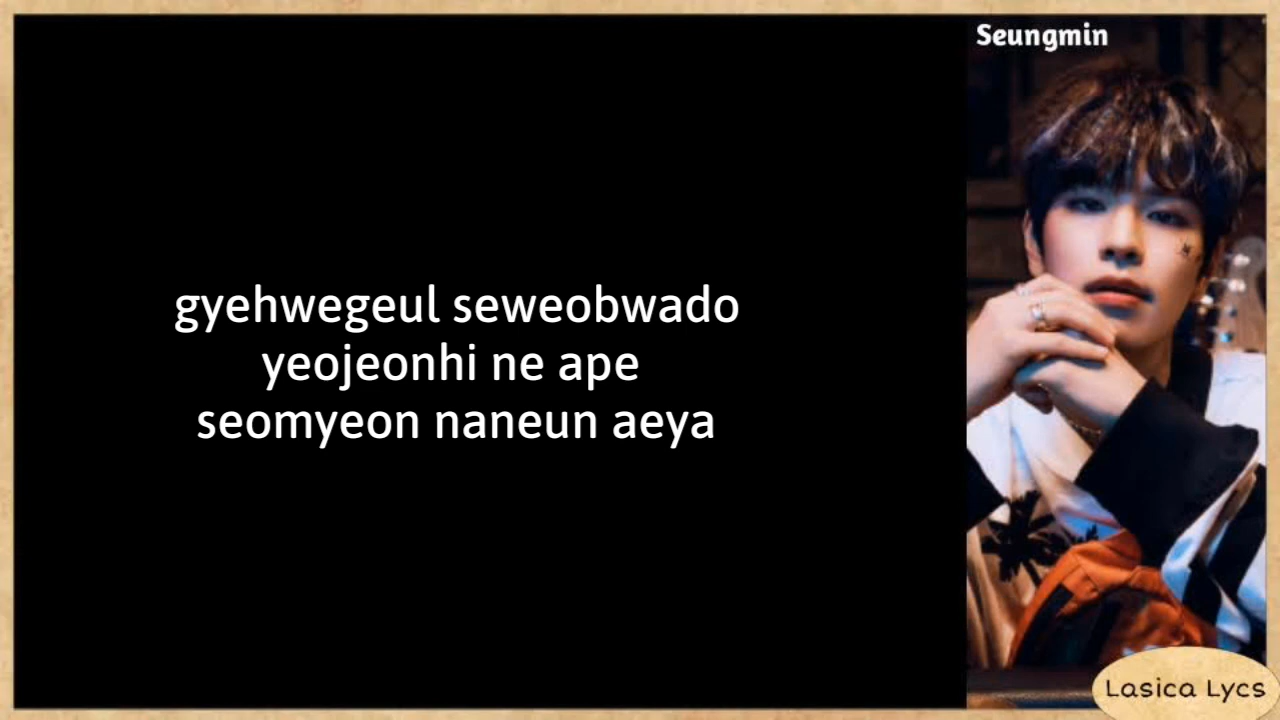 Seungmin
gyehwegeul seweobwado
yeojeonhi ne ape
seomyeon naneun aeya
Lasica Lycs